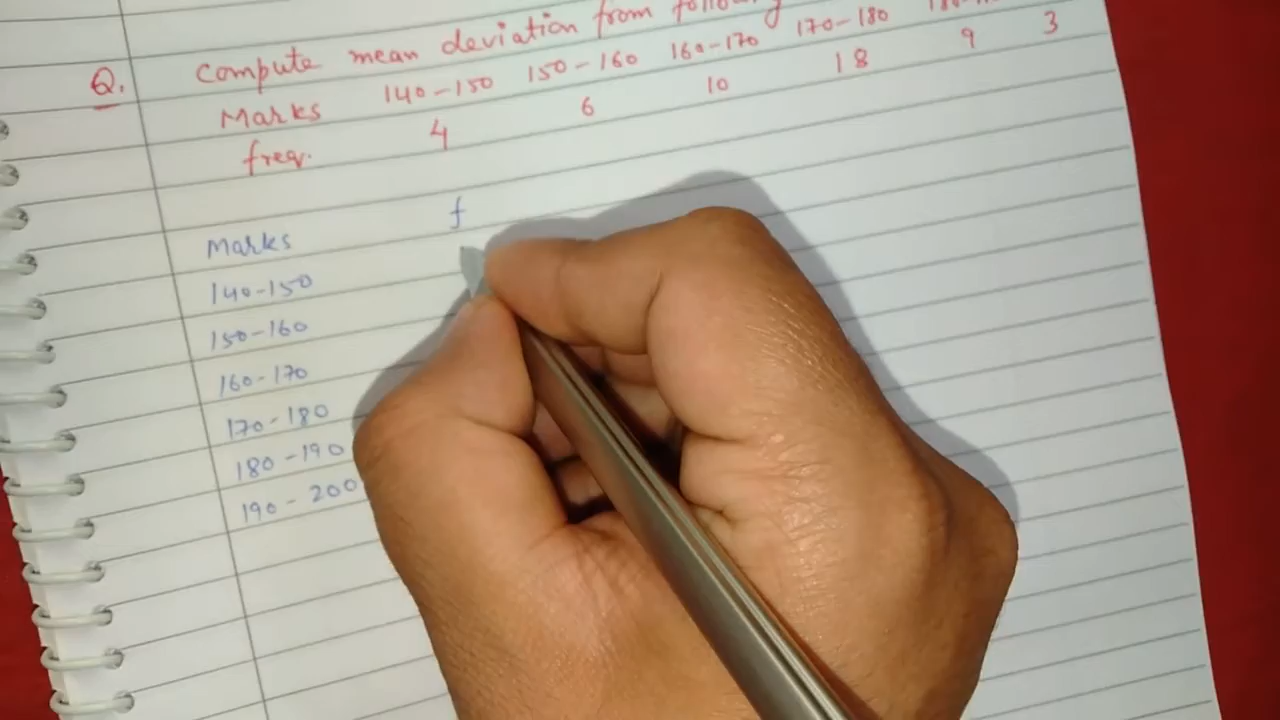 Q. Compute mean deviation from
Marks 140-150 150-160 160-170 170-180
freq. 4 6 10 18 9 3
Marks f
140-150
150-160
160-170
170-180
180-190
190-200